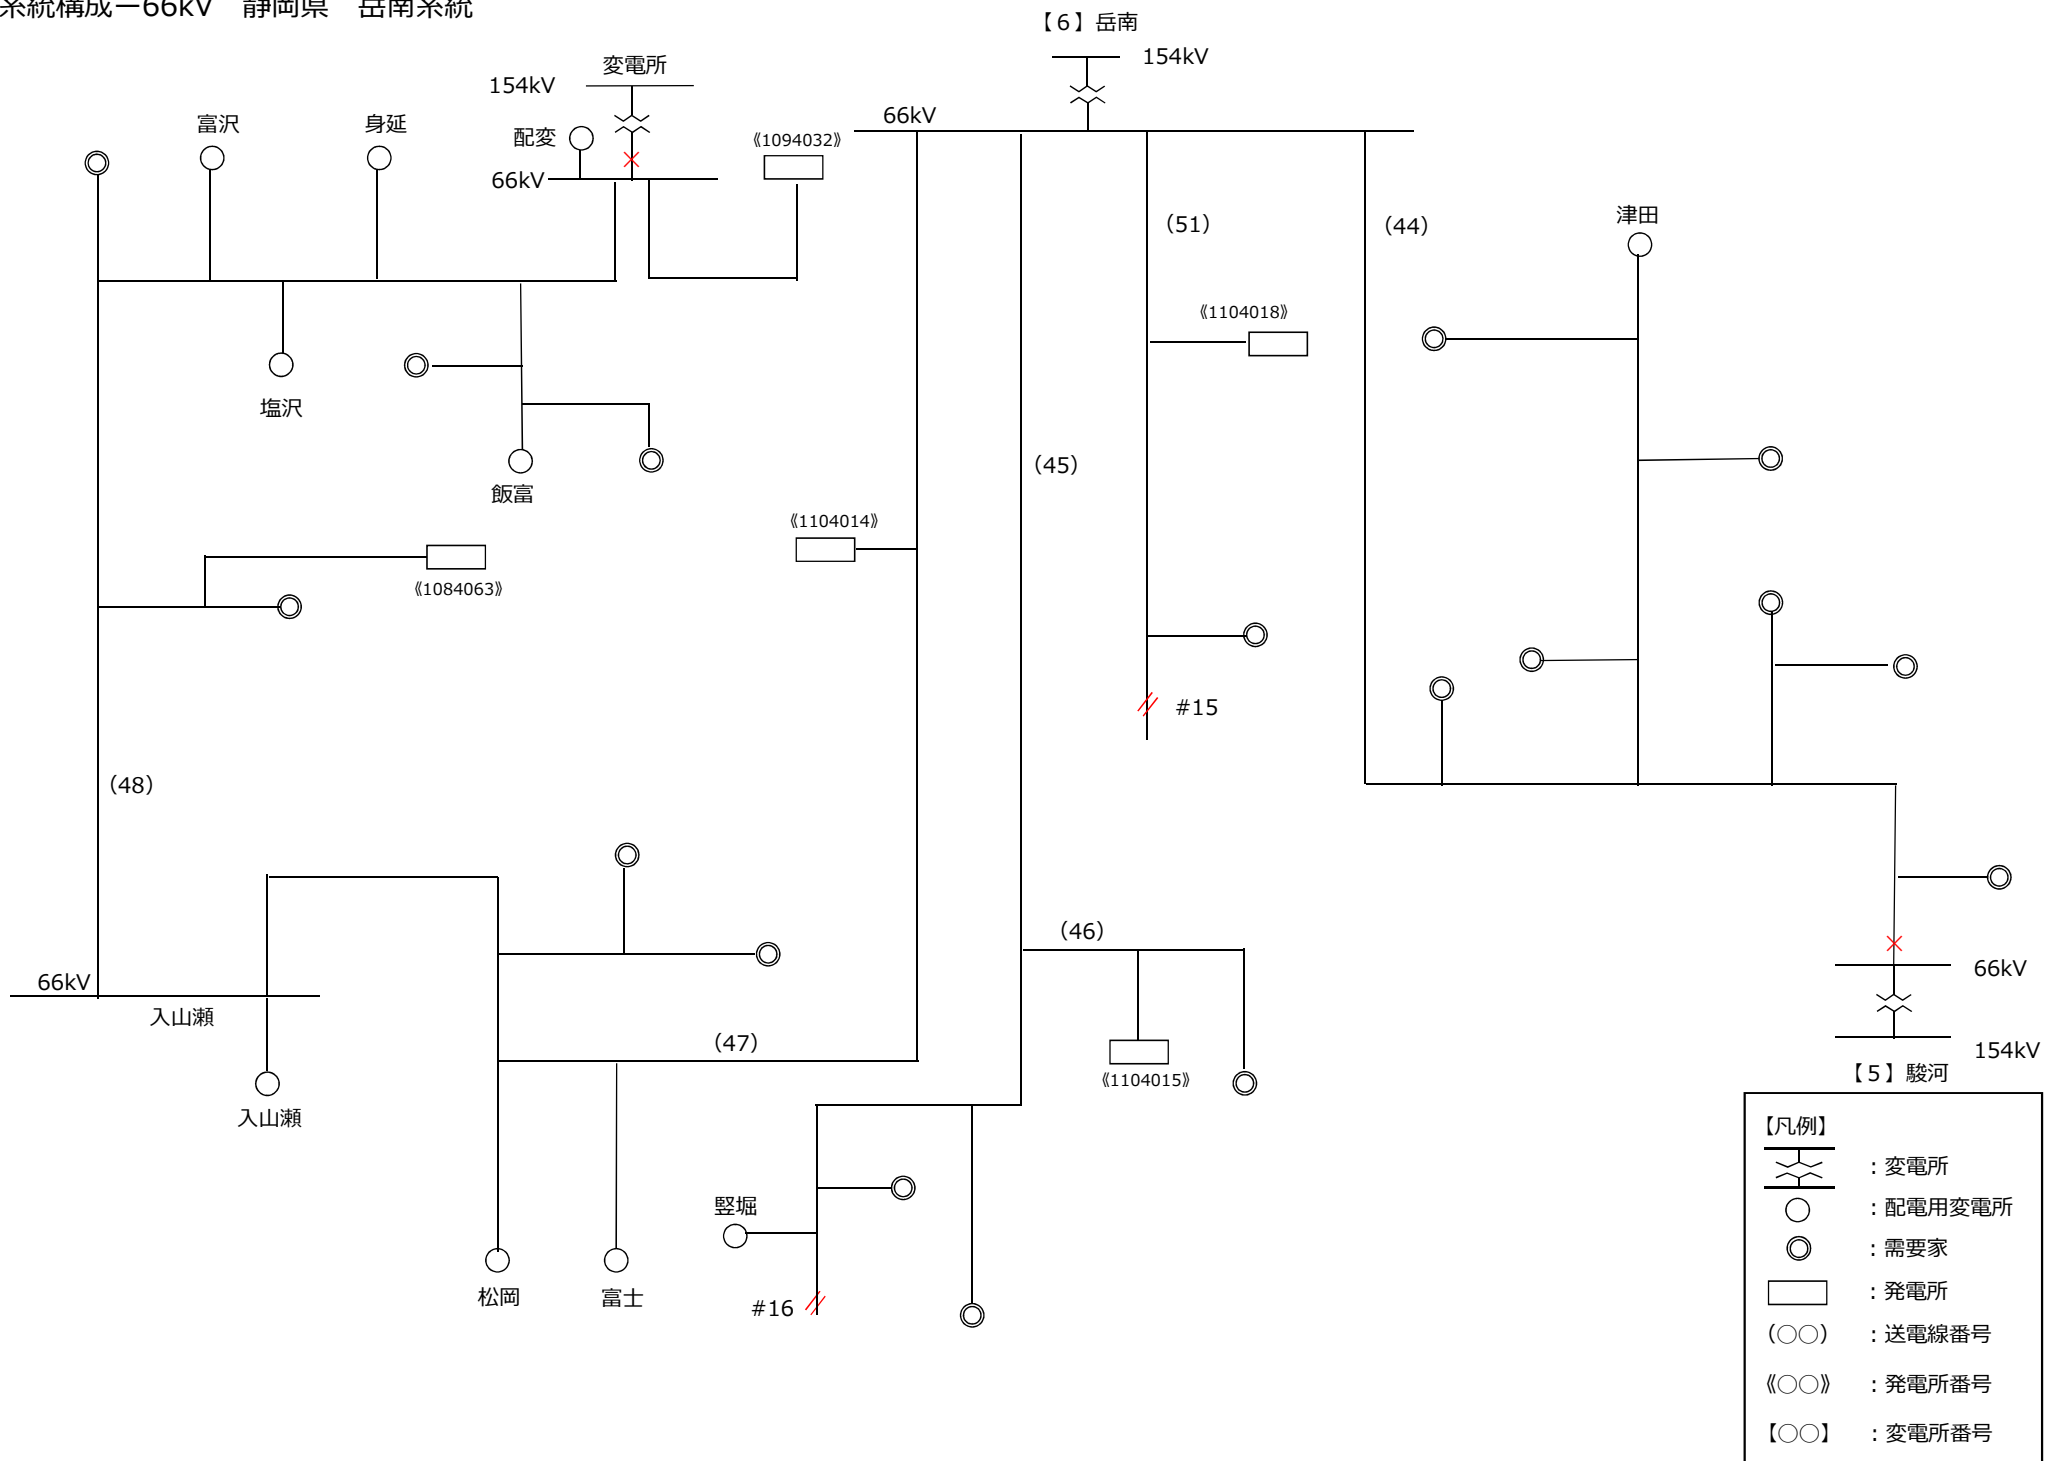 系統構成ー66kV　静岡県　岳南系統
【6】岳南
154kV
変電所
154kV
66kV
富沢
身延
配変
《1094032》
66kV
（51）
（44）
津田
《1104018》
塩沢
（45）
飯富
《1104014》
《1084063》
#15
（48）
（46）
66kV
66kV
入山瀬
（47）
154kV
《1104015》
【5】駿河
入山瀬
竪堀
松岡
富士
#16
【凡例】
：変電所
：配電用変電所
：需要家
：発電所
（○○）：送電線番号
《○○》：発電所番号
【○○】：変電所番号